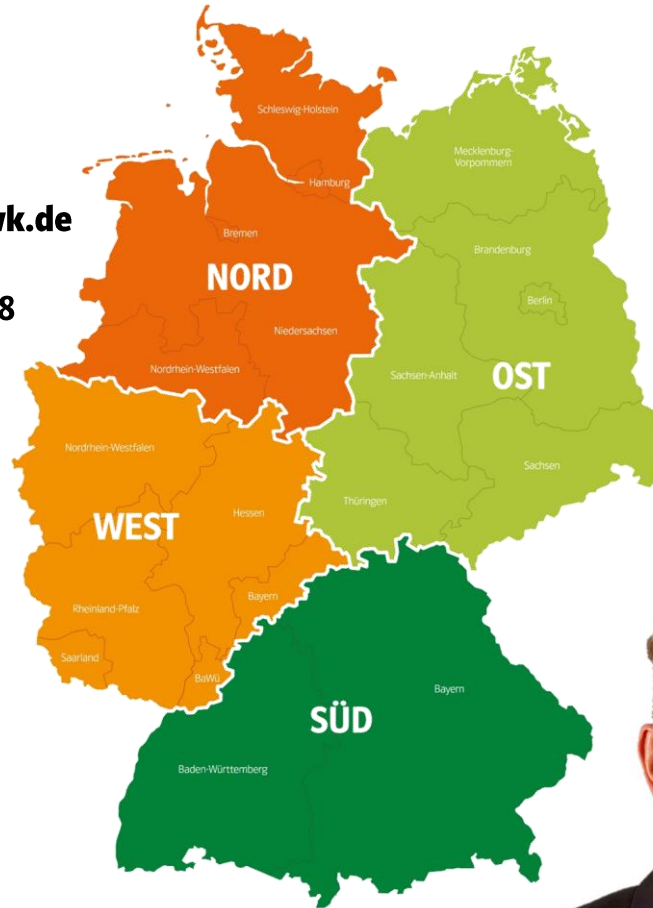 Schleswig-Holstein
Mecklenburg-
Vorpommern
Hamburg
wk.de
Bremen
Brandenburg
NORD
Berlin
8
Niedersachsen
Nordrhein-Westfalen
Sachsen-Anhalt
OST
Nordrhein-Westfalen
Sachsen
Hessen
Thüringen
WEST
Bayern
Rheinland-Pfalz
Saarland
BaWü
Bayern
SÜD
Baden-Württemberg